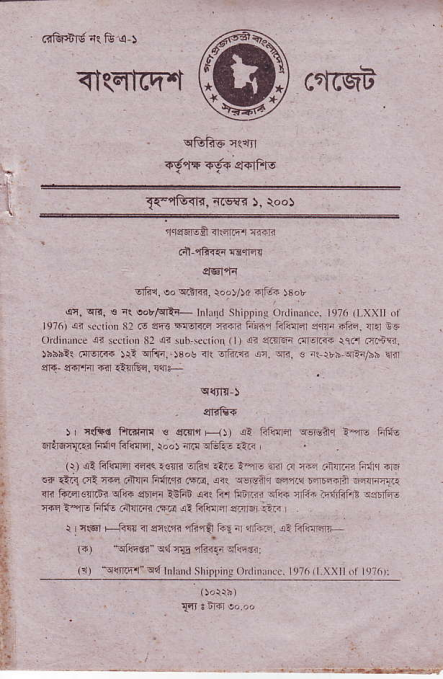 রেজিস্টার্ড নং ডি এ-১
গণপ্রজাতন্ত্রী বাংলাদেশ
সরকার
বাংলাদেশ গেজেট
অতিরিক্ত সংখ্যা
কর্তৃপক্ষ কর্তৃক প্রকাশিত
বৃহস্পতিবার, নভেম্বর ১, ২০০১
গণপ্রজাতন্ত্রী বাংলাদেশ সরকার
নৌ-পরিবহন মন্ত্রণালয়
প্রজ্ঞাপন
তারিখ, ৩০ অক্টোবর, ২০০১/১৫ কার্তিক ১৪০৮
এস, আর, ও নং ৩০৮/আইন— Inland Shipping Ordinance, 1976 (LXXII of
1976) এর section 82 তে প্রদত্ত ক্ষমতাবলে সরকার নিম্নরূপ বিধিমালা প্রণয়ন করিল, যাহা উক্ত
Ordinance এর section 82 এর sub-section (1) এর প্রয়োজন মোতাবেক ২৭শে সেপ্টেম্বর,
১৯৯৯ইং মোতাবেক ১২ই আশ্বিন,-১৪০৬ বাং তারিখের এস, আর, ও নং-২৮৯-আইন/৯৯ দ্বারা
প্রাক- প্রকাশনা করা হইয়াছিল, যথাঃ—
অধ্যায়-১
প্রারম্ভিক
১। সংক্ষিপ্ত শিরোনাম ও প্রয়োগ।—(১) এই বিধিমালা অভ্যন্তরীণ ইস্পাত নির্মিত
জাহাজসমূহের নির্মাণ বিধিমালা, ২০০১ নামে অভিহিত হইবে।
(২) এই বিধিমালা বলবৎ হওয়ার তারিখ হইতে ইস্পাত দ্বারা যে সকল নৌযানের নির্মাণ কাজ
শুরু হইবে সেই সকল নৌযান নির্মাণের ক্ষেত্রে, এবং অভ্যন্তরীণ জলপথে চলাচলকারী জলযানসমূহে
বার কিলোওয়াটের অধিক প্রচালন ইউনিট এবং বিশ মিটারের অধিক সার্বিক দৈর্ঘ্যবিশিষ্ট অপ্রচলিত
সকল ইস্পাত নির্মিত নৌযানের ক্ষেত্রে এই বিধিমালা প্রযোজ্য হইবে।
২। সংজ্ঞা।—বিষয় বা প্রসংগের পরিপন্থী কিছু না থাকিলে, এই বিধিমালায়—
(ক) “অধিদপ্তর” অর্থ সমুদ্র পরিবহন অধিদপ্তর;
(খ) “অধ্যাদেশ” অর্থ Inland Shipping Ordinance, 1976 (LXXII of 1976);
(১০২২৯)
মূল্য ঃ টাকা ৩০.০০